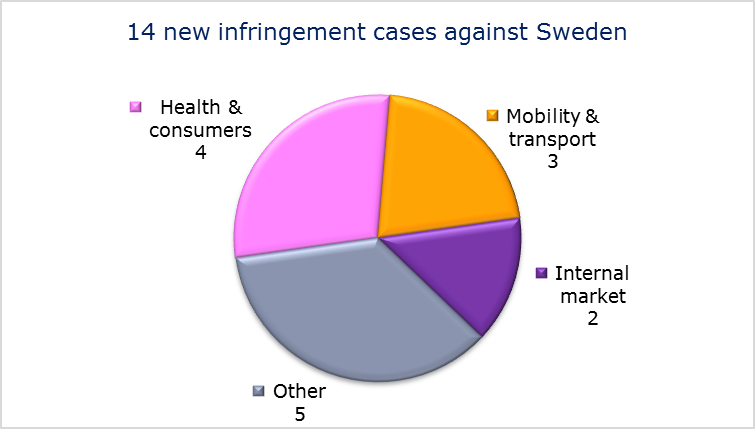 14 new infringement cases against Sweden
Health &
consumers
4
Mobility &
transport
3
Internal
market
2
Other
5